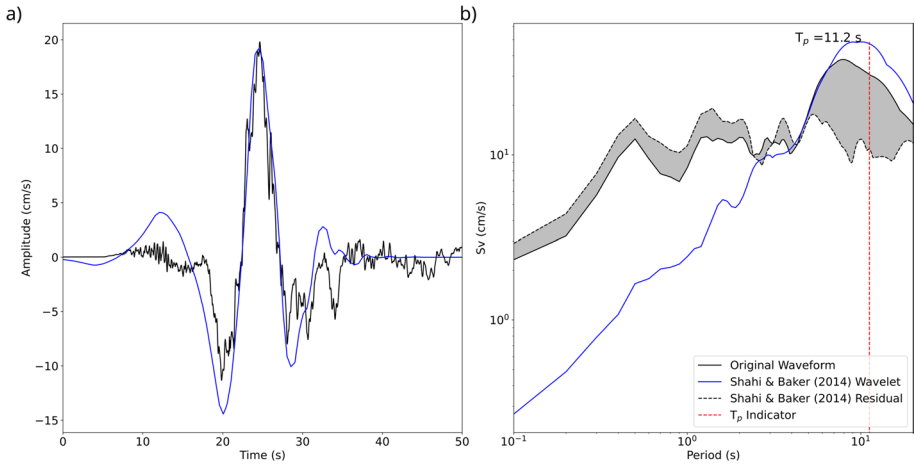 a)
b)
20
15
10
5
0
−5
−10
−15
Amplitude (cm/s)
0 10 20 30 40 50
Time (s)
T_p =11.2 s
10^1
10^0
Sv (cm/s)
Original Waveform
Shahi & Baker (2014) Wavelet
Shahi & Baker (2014) Residual
T_p Indicator
10^−1 10^0 10^1
Period (s)